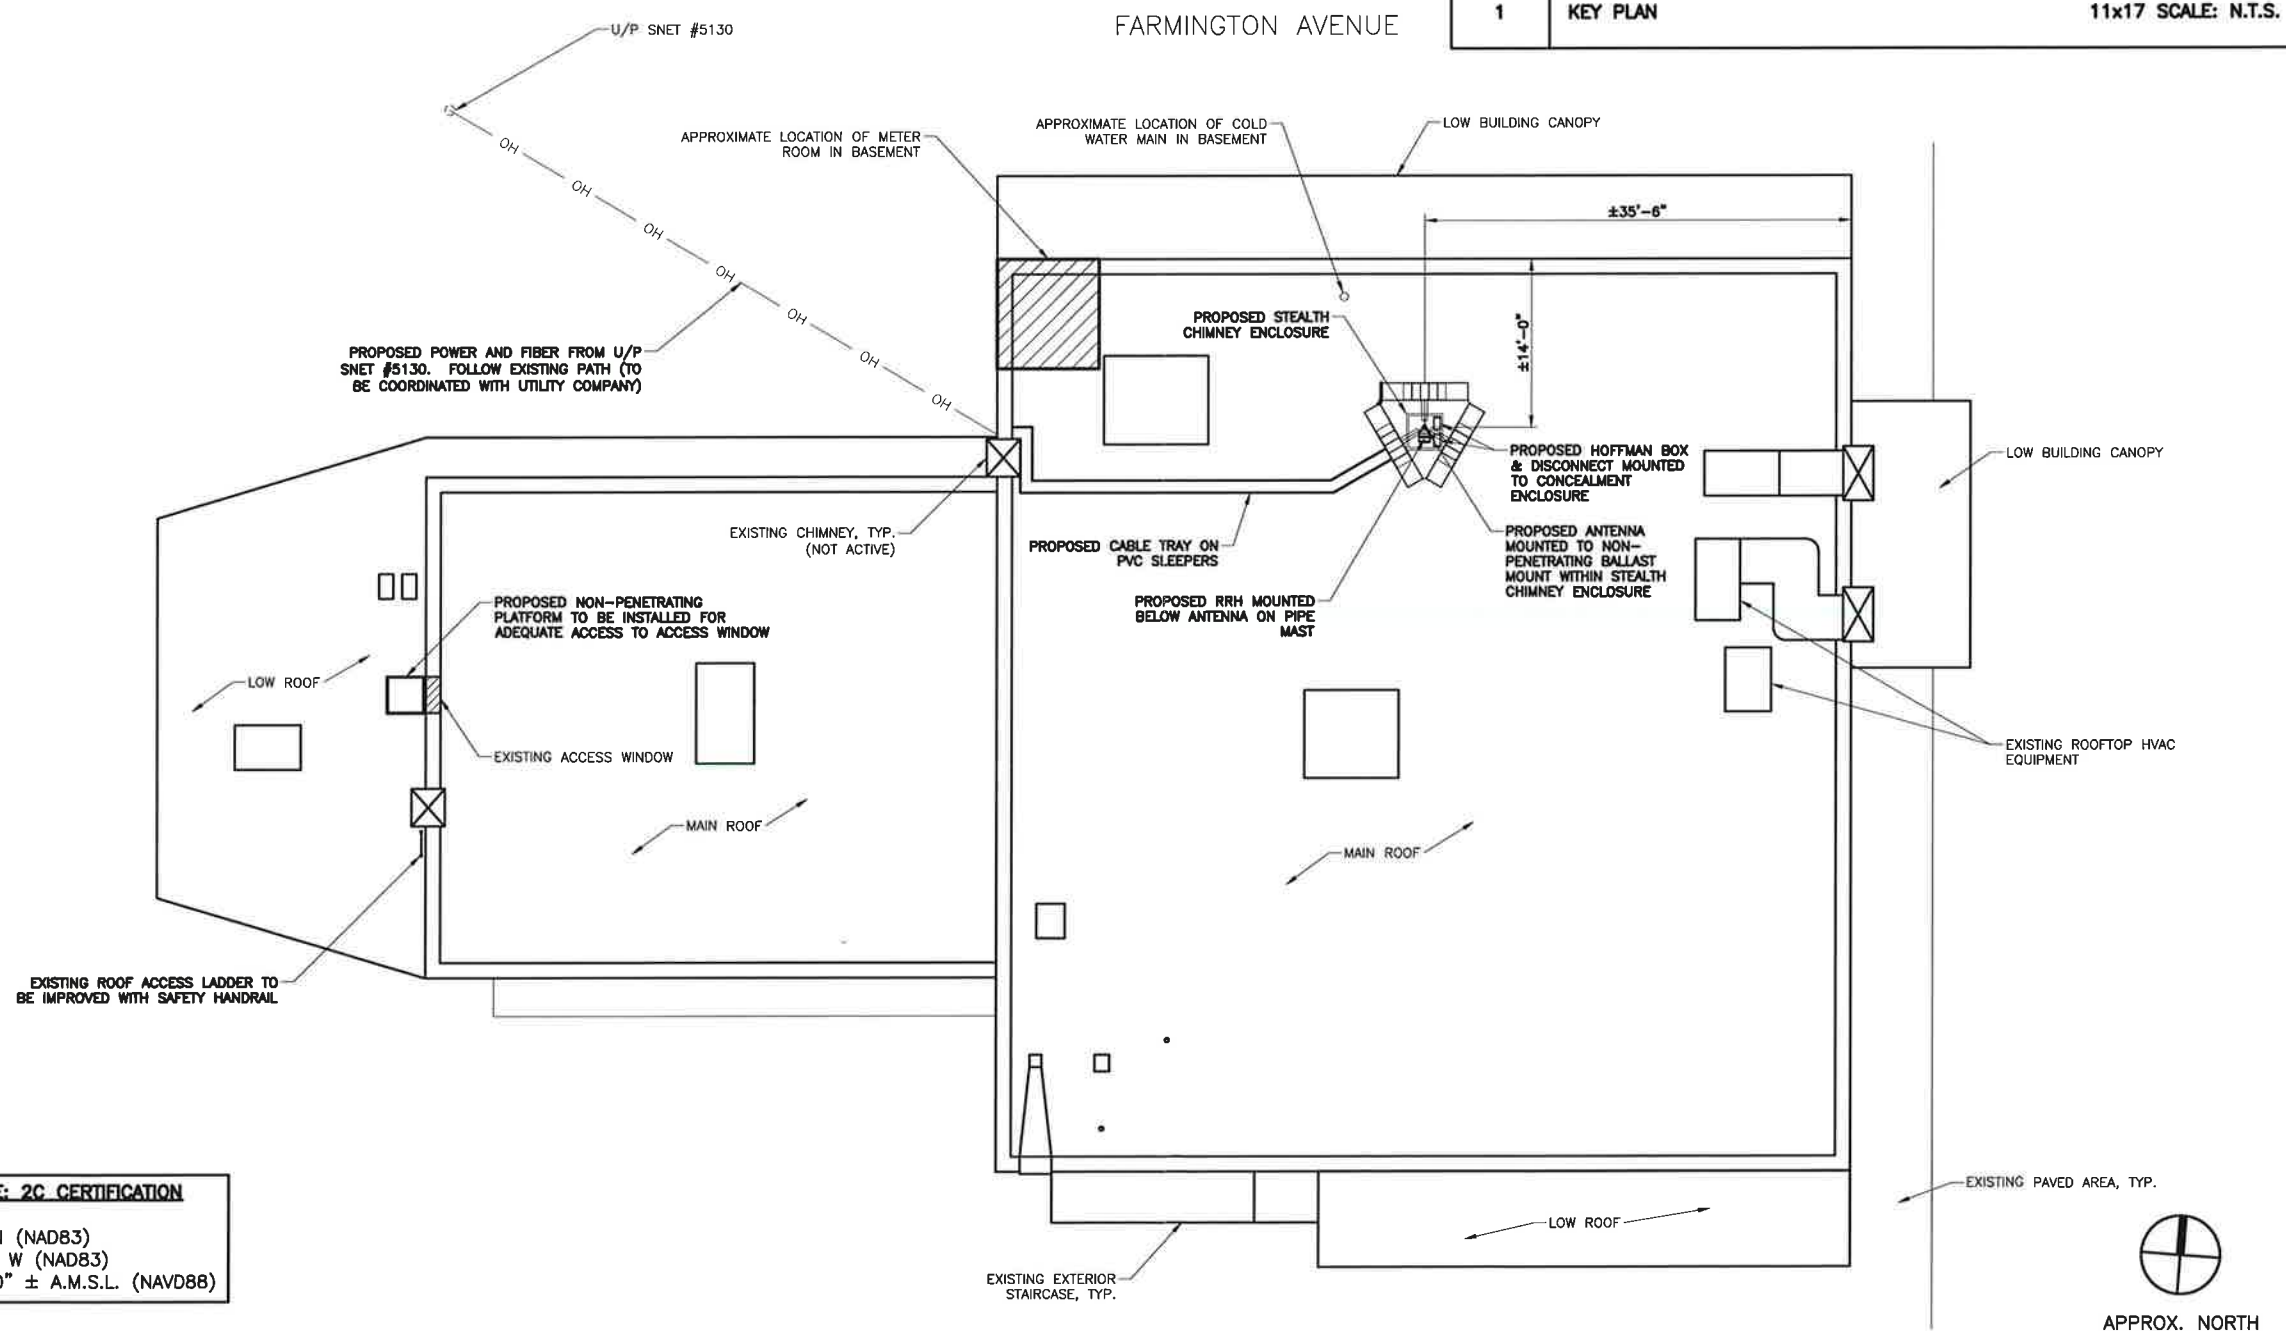 FARMINGTON AVENUE
1 KEY PLAN 11x17 SCALE: N.T.S.
U/P SNET #5130
APPROXIMATE LOCATION OF METER
ROOM IN BASEMENT
APPROXIMATE LOCATION OF COLD
WATER MAIN IN BASEMENT
LOW BUILDING CANOPY
OH
OH
OH
OH
OH
OH
OH
±35'-6"
±14'-0"
PROPOSED STEALTH
CHIMNEY ENCLOSURE
PROPOSED POWER AND FIBER FROM U/P
SNET #5130. FOLLOW EXISTING PATH (TO
BE COORDINATED WITH UTILITY COMPANY)
PROPOSED HOFFMAN BOX
& DISCONNECT MOUNTED
TO CONCEALMENT
ENCLOSURE
LOW BUILDING CANOPY
EXISTING CHIMNEY, TYP.
(NOT ACTIVE)
PROPOSED CABLE TRAY ON
PVC SLEEPERS
PROPOSED ANTENNA
MOUNTED TO NON-
PENETRATING BALLAST
MOUNT WITHIN STEALTH
CHIMNEY ENCLOSURE
PROPOSED NON-PENETRATING
PLATFORM TO BE INSTALLED FOR
ADEQUATE ACCESS TO ACCESS WINDOW
PROPOSED RRH MOUNTED
BELOW ANTENNA ON PIPE
MAST
LOW ROOF
EXISTING ACCESS WINDOW
EXISTING ROOFTOP HVAC
EQUIPMENT
MAIN ROOF
MAIN ROOF
EXISTING ROOF ACCESS LADDER TO
BE IMPROVED WITH SAFETY HANDRAIL
: 2C CERTIFICATION
(NAD83)
W (NAD83)
" ± A.M.S.L. (NAVD88)
EXISTING PAVED AREA, TYP.
LOW ROOF
EXISTING EXTERIOR
STAIRCASE, TYP.
APPROX. NORTH